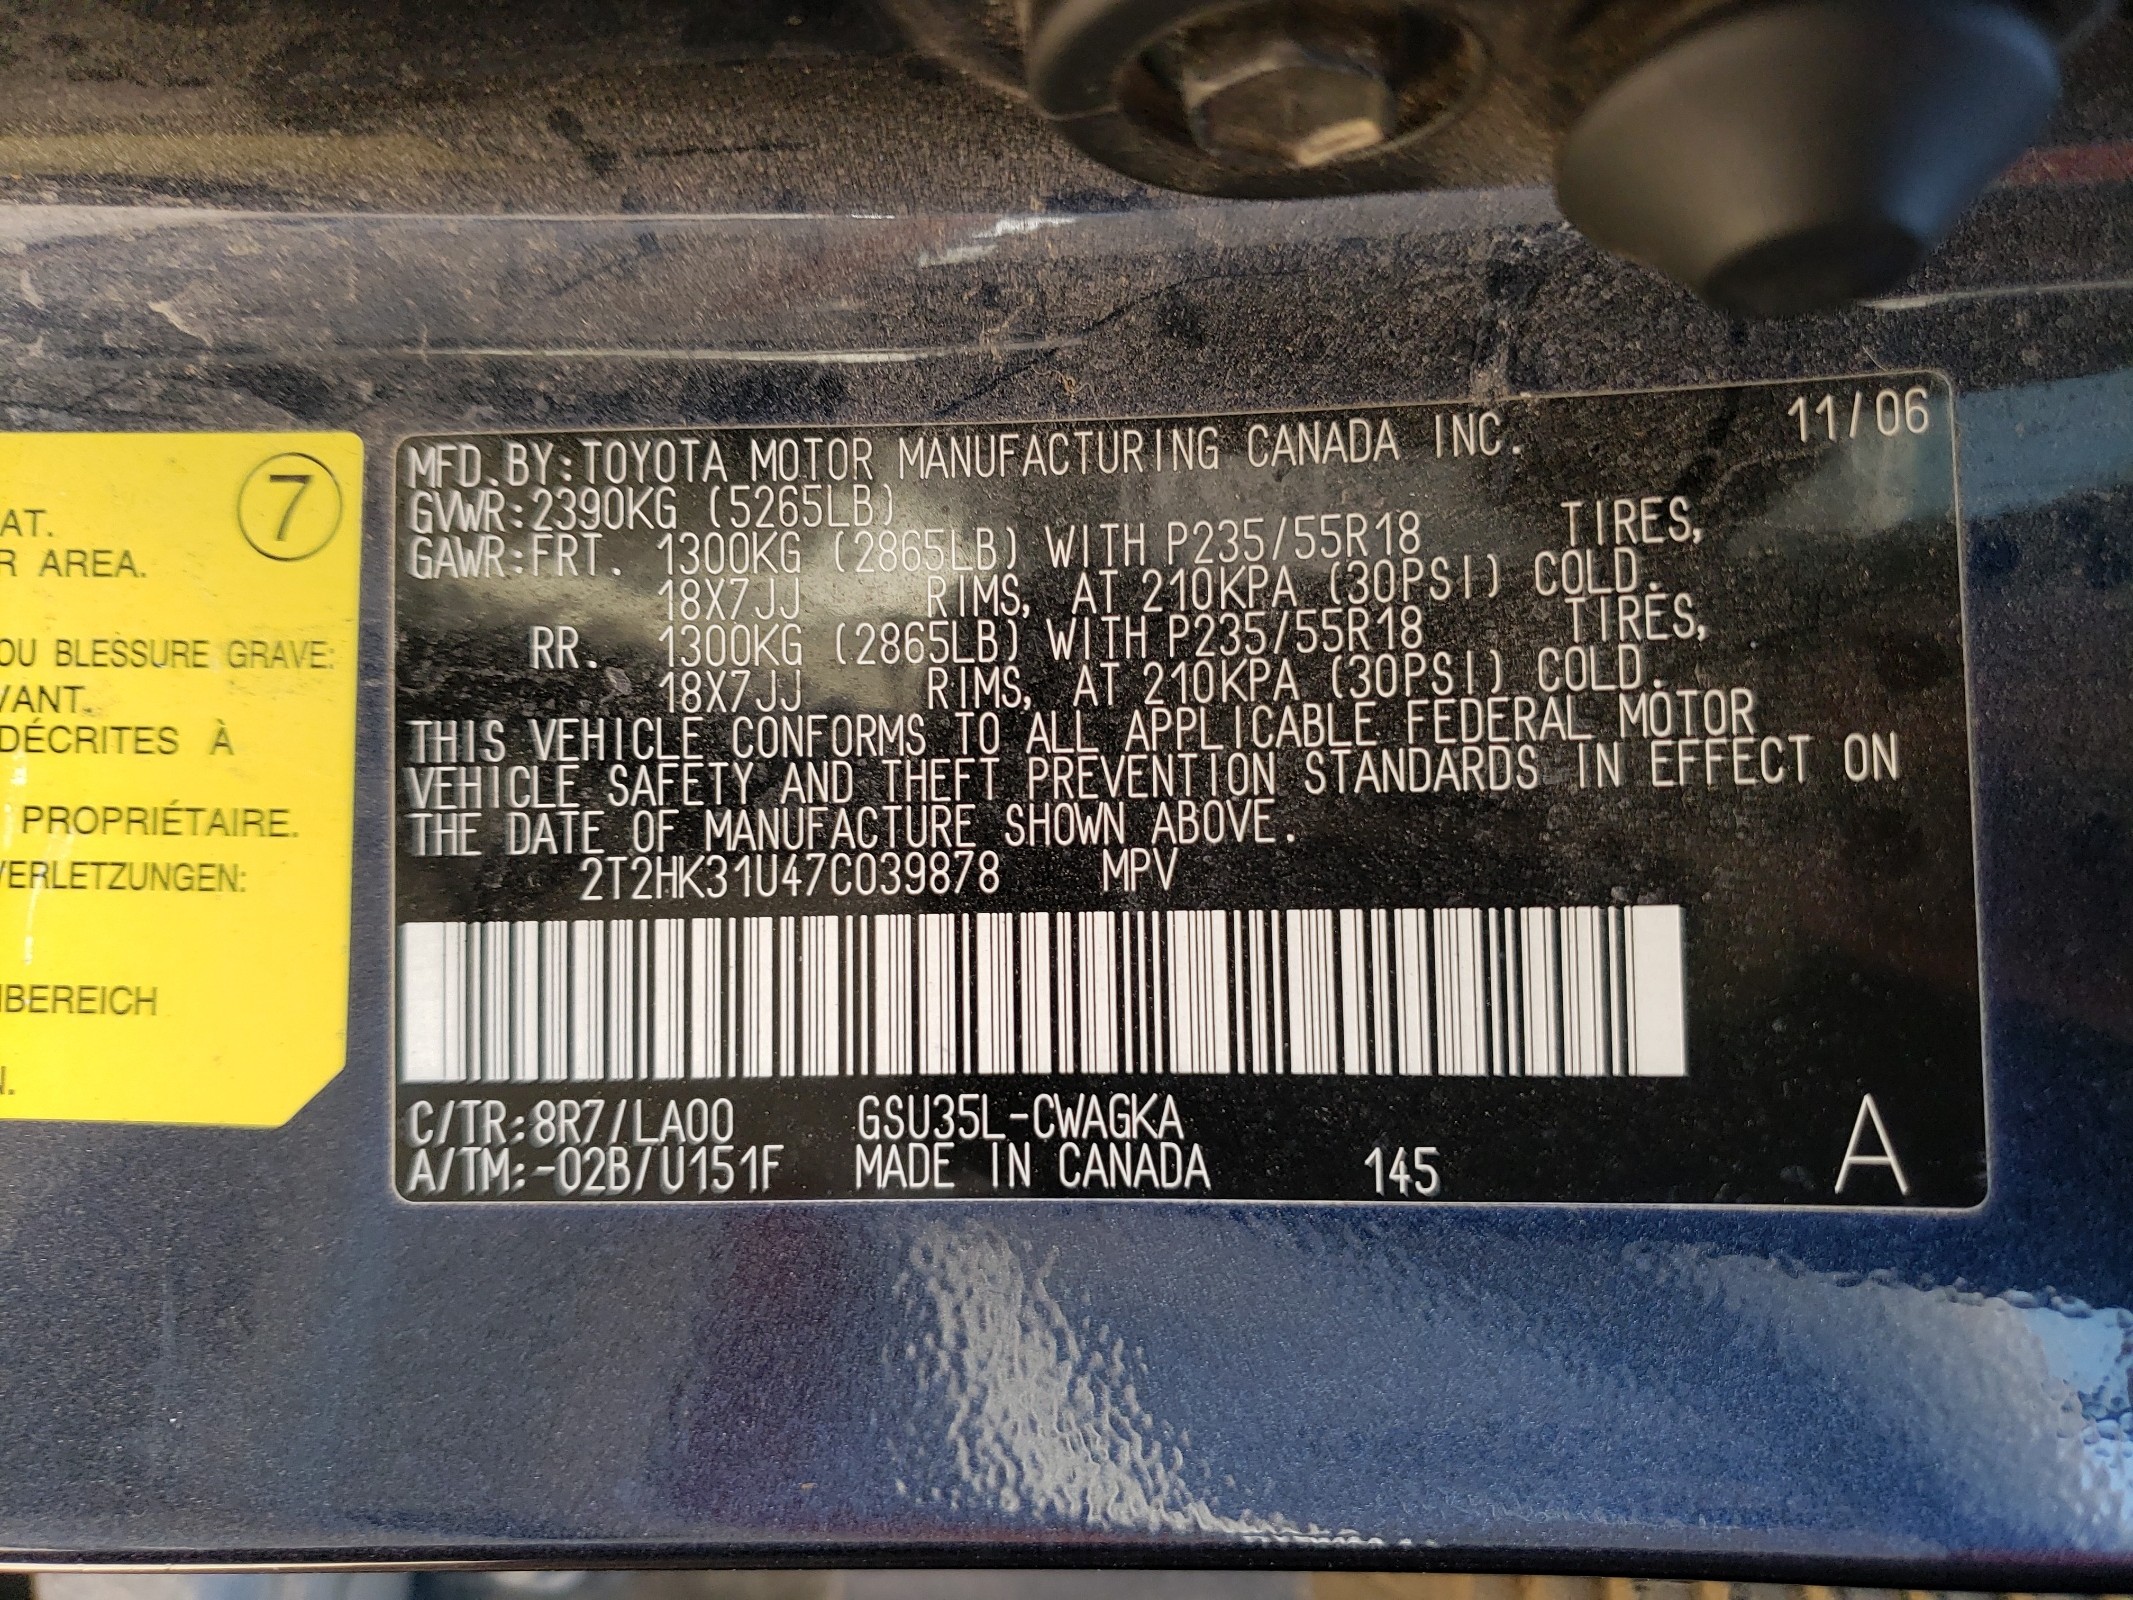 7
AT.
R AREA.
OU BLESSURE GRAVE:
VANT.
DÉCRITES À
PROPRIÉTAIRE.
VERLETZUNGEN:
BEREICH
N.
MFD.BY:TOYOTA MOTOR MANUFACTURING CANADA INC. 11/06
GVWR:2390KG (5265LB)
GAWR:FRT. 1300KG (2865LB) WITH P235/55R18 TIRES,
18X7JJ RIMS, AT 210KPA (30PSI) COLD.
RR. 1300KG (2865LB) WITH P235/55R18 TIRES,
18X7JJ RIMS, AT 210KPA (30PSI) COLD.
THIS VEHICLE CONFORMS TO ALL APPLICABLE FEDERAL MOTOR
VEHICLE SAFETY AND THEFT PREVENTION STANDARDS IN EFFECT ON
THE DATE OF MANUFACTURE SHOWN ABOVE.
2T2HK31U47C039878 MPV
C/TR:8R7/LA00 GSU35L-CWAGKA
A/TM:-02B/U151F MADE IN CANADA 145 A